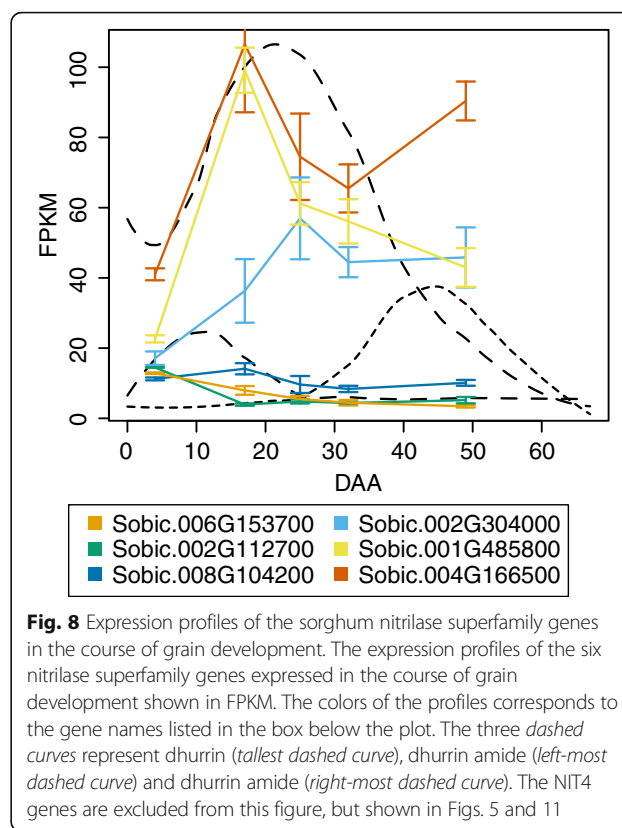 100
80
60
40
20
0
FPKM
0 10 20 30 40 50 60
DAA
Sobic.006G153700 Sobic.002G304000
Sobic.002G112700 Sobic.001G485800
Sobic.008G104200 Sobic.004G166500
Fig. 8 Expression profiles of the sorghum nitrilase superfamily genes
in the course of grain development. The expression profiles of the six
nitrilase superfamily genes expressed in the course of grain
development shown in FPKM. The colors of the profiles corresponds to
the gene names listed in the box below the plot. The three dashed
curves represent dhurrin (tallest dashed curve), dhurrin amide (left-most
dashed curve) and dhurrin amide (right-most dashed curve). The NIT4
genes are excluded from this figure, but shown in Figs. 5 and 11